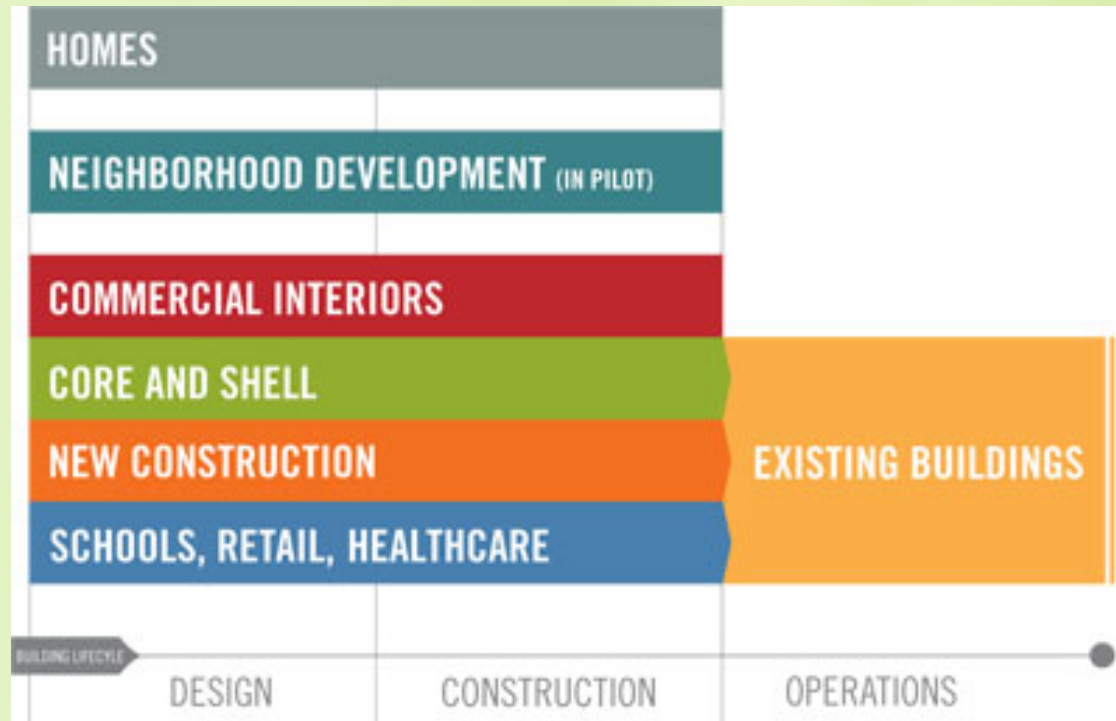 HOMES
NEIGHBORHOOD DEVELOPMENT (IN PILOT)
COMMERCIAL INTERIORS
CORE AND SHELL
NEW CONSTRUCTION
EXISTING BUILDINGS
SCHOOLS, RETAIL, HEALTHCARE
BUILDING LIFECYLE
DESIGN
CONSTRUCTION
OPERATIONS